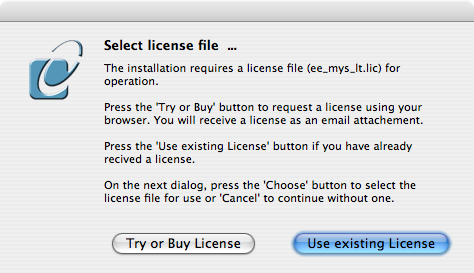 Select license file  ...
The installation requires a license file (ee_mys_lt.lic) for
operation.
Press the 'Try or Buy' button to request a license using your
browser. You will receive a license as an email attachement.
Press the 'Use existing License' button if you have already
recived a license.
On the next dialog, press the 'Choose' button to select the
license file for use or 'Cancel' to continue without one.
Try or Buy License
Use existing License